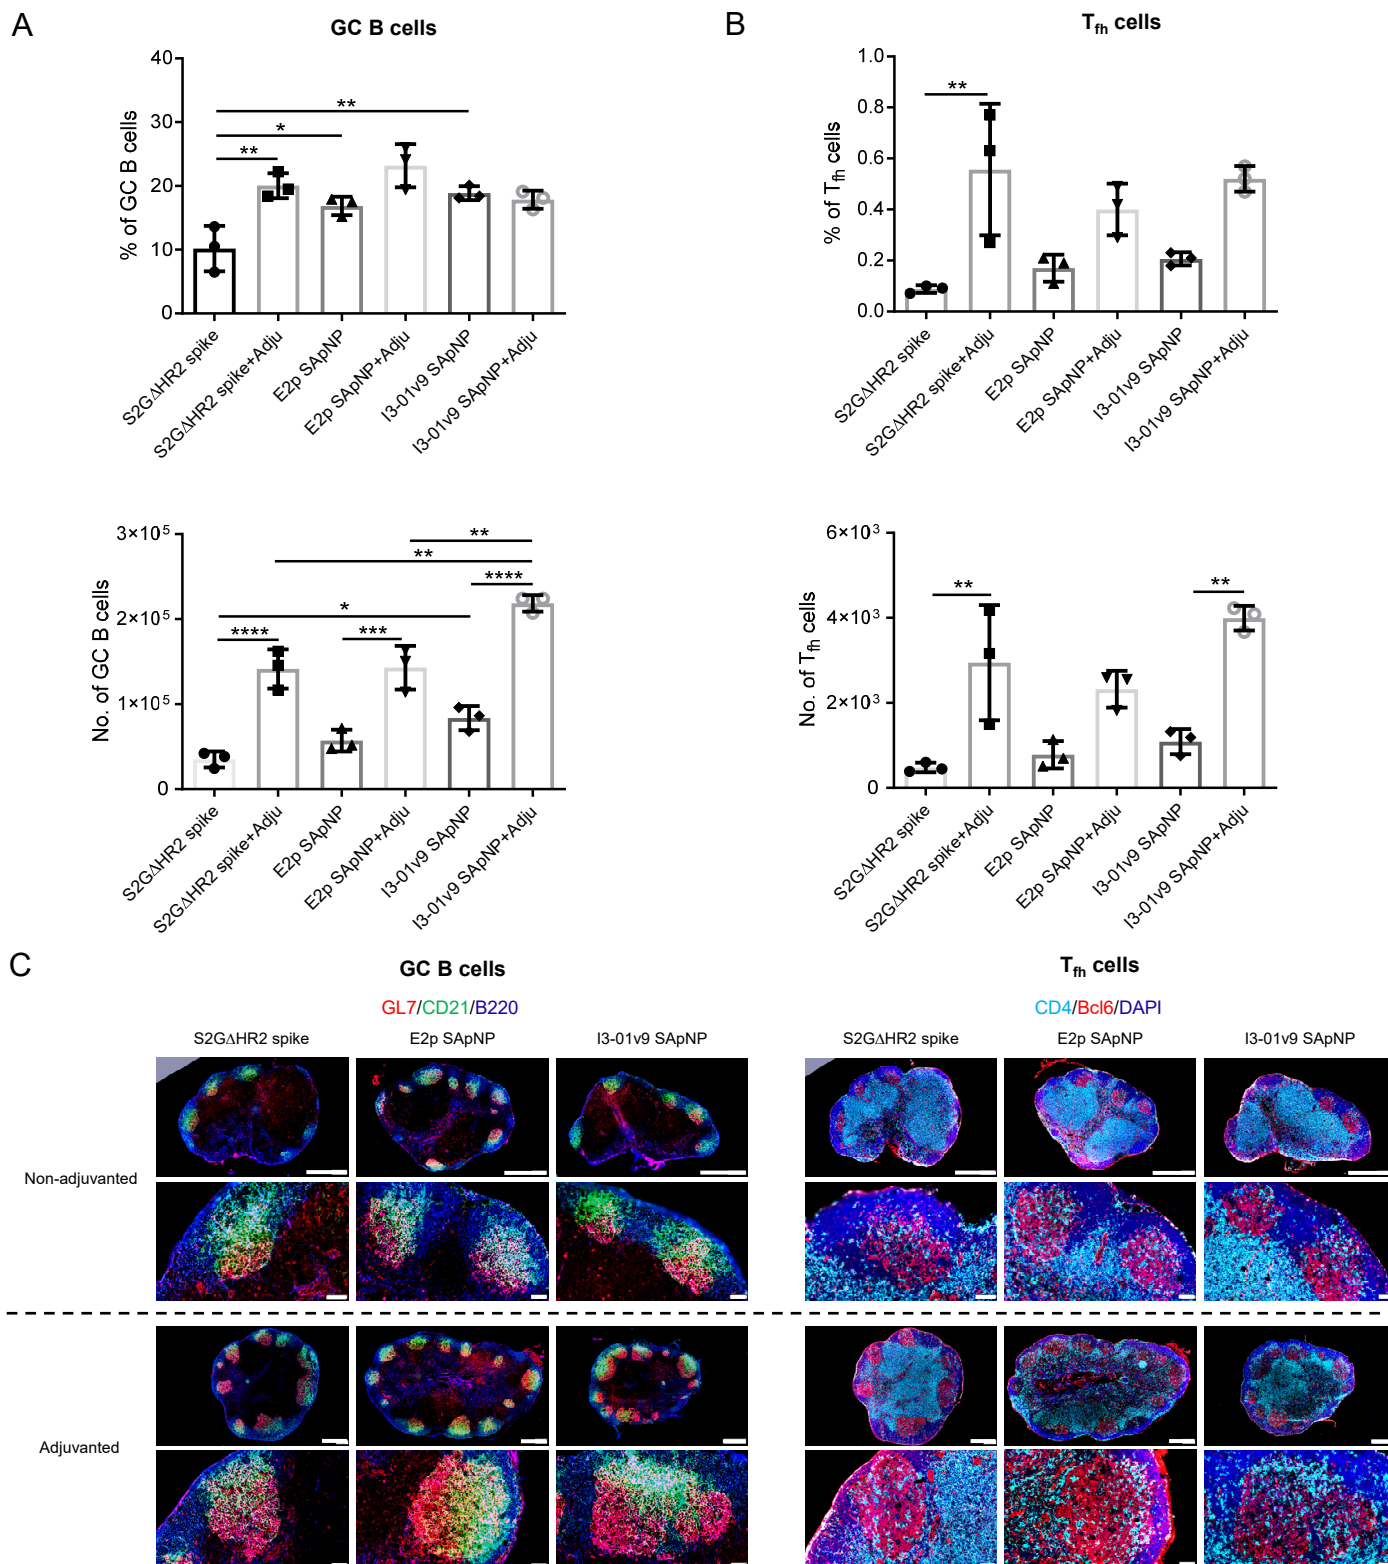 A
GC B cells
% of GC B cells
40
30
20
10
0
**
*
**
S2GΔHR2 spike
S2GΔHR2 spike+Adju
E2p SApNP
E2p SApNP+Adju
I3-01v9 SApNP
I3-01v9 SApNP+Adju
B
Tfh cells
% of Tfh cells
1.0
0.8
0.6
0.4
0.2
0.0
**
S2GΔHR2 spike
S2GΔHR2 spike+Adju
E2p SApNP
E2p SApNP+Adju
I3-01v9 SApNP
I3-01v9 SApNP+Adju
No. of GC B cells
3×10⁵
2×10⁵
1×10⁵
0
**
**
****
*
****
***
S2GΔHR2 spike
S2GΔHR2 spike+Adju
E2p SApNP
E2p SApNP+Adju
I3-01v9 SApNP
I3-01v9 SApNP+Adju
No. of Tfh cells
6×10³
4×10³
2×10³
0
**
**
S2GΔHR2 spike
S2GΔHR2 spike+Adju
E2p SApNP
E2p SApNP+Adju
I3-01v9 SApNP
I3-01v9 SApNP+Adju
C
GC B cells
GL7/CD21/B220
S2GΔHR2 spike
E2p SApNP
I3-01v9 SApNP
Tfh cells
CD4/Bcl6/DAPI
S2GΔHR2 spike
E2p SApNP
I3-01v9 SApNP
Non-adjuvanted
Adjuvanted